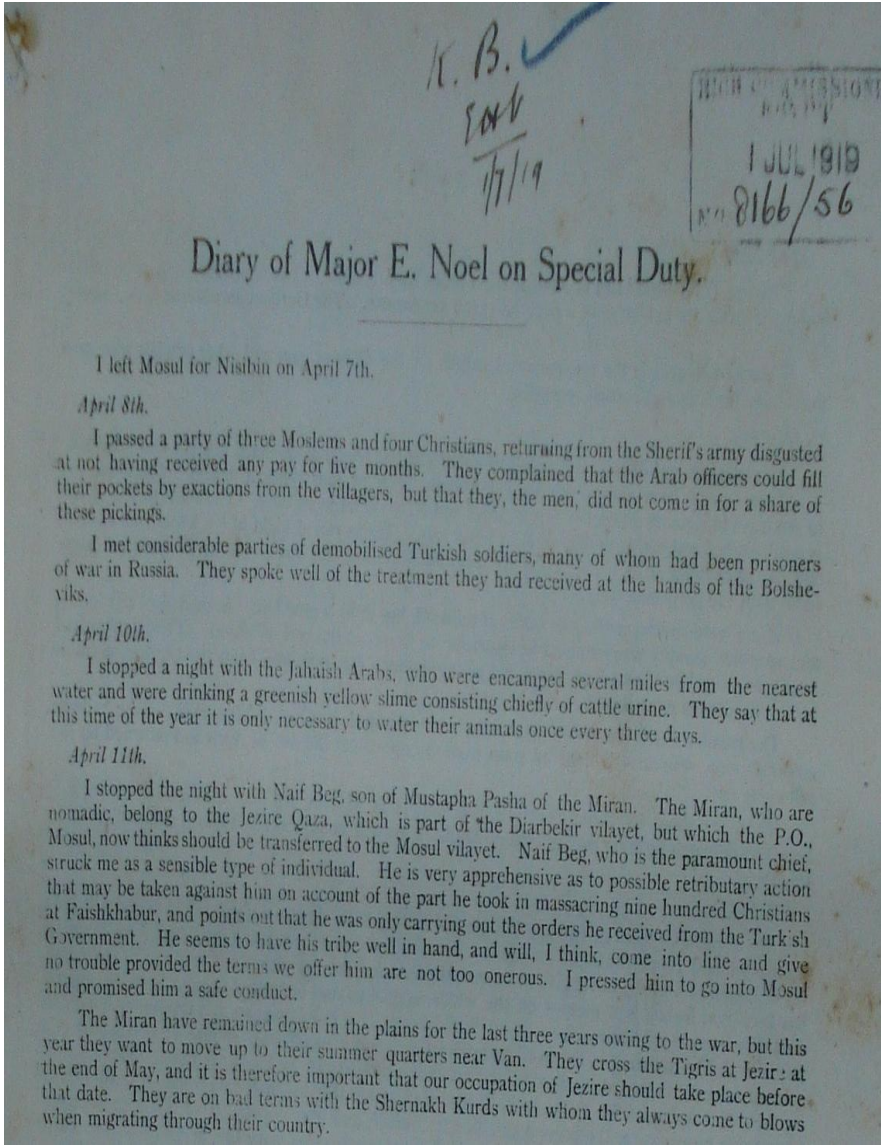 K. B.
1/7/19
HIGH COMMISSION
1 JUL 1919
No 8166/56
Diary of Major E. Noel on Special Duty.
I left Mosul for Nisibin on April 7th.
April 8th.
I passed a party of three Moslems and four Christians, returning from the Sherif's army disgusted
at not having received any pay for five months. They complained that the Arab officers could fill
their pockets by exactions from the villagers, but that they, the men, did not come in for a share of
these pickings.
I met considerable parties of demobilised Turkish soldiers, many of whom had been prisoners
of war in Russia. They spoke well of the treatment they had received at the hands of the Bolshe-
viks.
April 10th.
I stopped a night with the Jahaish Arabs, who were encamped several miles from the nearest
water and were drinking a greenish yellow slime consisting chiefly of cattle urine. They say that at
this time of the year it is only necessary to water their animals once every three days.
April 11th.
I stopped the night with Naif Beg, son of Mustapha Pasha of the Miran. The Miran, who are
nomadic, belong to the Jezire Qaza, which is part of the Diarbekir vilayet, but which the P.O.,
Mosul, now thinks should be transferred to the Mosul vilayet. Naif Beg, who is the paramount chief,
struck me as a sensible type of individual. He is very apprehensive as to possible retributary action
that may be taken against him on account of the part he took in massacring nine hundred Christians
at Faishkhabur, and points out that he was only carrying out the orders he received from the Turkish
Government. He seems to have his tribe well in hand, and will, I think, come into line and give
no trouble provided the terms we offer him are not too onerous. I pressed him to go into Mosul
and promised him a safe conduct.
The Miran have remained down in the plains for the last three years owing to the war, but this
year they want to move up to their summer quarters near Van. They cross the Tigris at Jezire at
the end of May, and it is therefore important that our occupation of Jezire should take place before
that date. They are on bad terms with the Shernakh Kurds with whom they always come to blows
when migrating through their country.